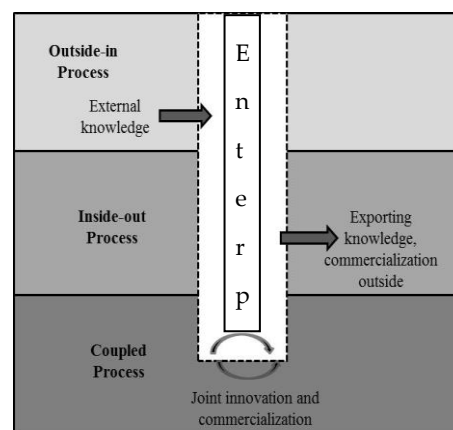 Outside-in
Process
External
knowledge
E
n
t
e
r
p
Inside-out
Process
Exporting
knowledge,
commercialization
outside
Coupled
Process
Joint innovation and
commercialization